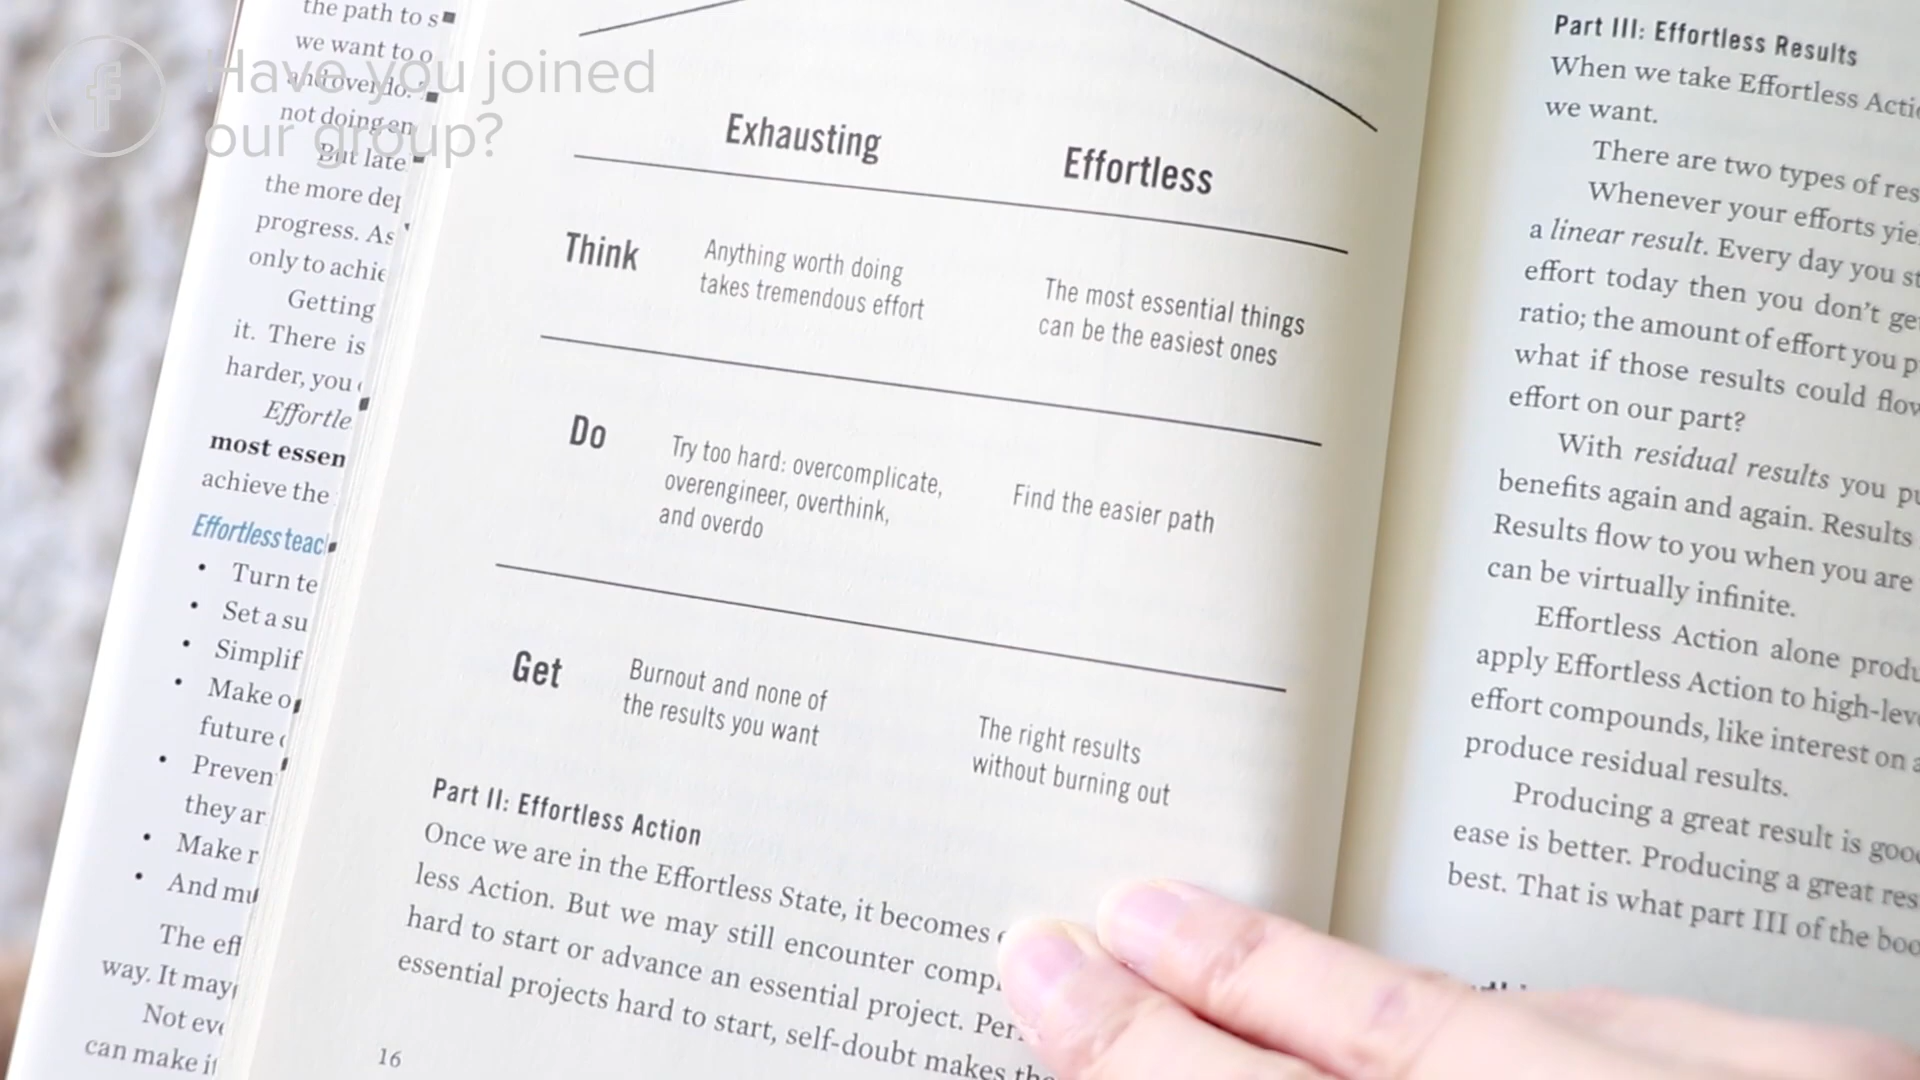 Have you joined
our group?
the path to s
we want to o
and overdo.
not doing en
But late
the more dep
progress. As
only to achie
Getting
it. There is
harder, you
Effortle
most essen
achieve the
Effortless teac
• Turn te
• Set a su
• Simplif
• Make o
future
• Preven
they ar
• Make r
• And mu
The eff
way. It may
Not eve
can make it
Exhausting Effortless
Think
Anything worth doing
takes tremendous effort
The most essential things
can be the easiest ones
Do
Try too hard: overcomplicate,
overengineer, overthink,
and overdo
Find the easier path
Get
Burnout and none of
the results you want
The right results
without burning out
Part II: Effortless Action
Once we are in the Effortless State, it becomes
less Action. But we may still encounter comp
hard to start or advance an essential project. Per
essential projects hard to start, self-doubt makes
16
Part III: Effortless Results
When we take Effortless Acti
we want.
There are two types of res
Whenever your efforts yie
a linear result. Every day you st
effort today then you don't ge
ratio; the amount of effort you p
what if those results could flow
effort on our part?
With residual results you pu
benefits again and again. Results
Results flow to you when you are
can be virtually infinite.
Effortless Action alone produ
apply Effortless Action to high-leve
effort compounds, like interest on a
produce residual results.
Producing a great result is good
ease is better. Producing a great res
best. That is what part III of the boo